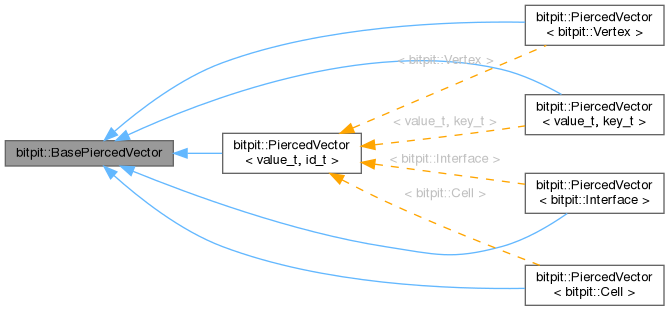 bitpit::PiercedVector
< bitpit::Vertex >
< bitpit::Vertex >
bitpit::PiercedVector
< value_t, key_t >
< value_t, key_t >
bitpit::BasePiercedVector
bitpit::PiercedVector
< value_t, id_t >
< bitpit::Interface >
bitpit::PiercedVector
< bitpit::Interface >
< bitpit::Cell >
bitpit::PiercedVector
< bitpit::Cell >